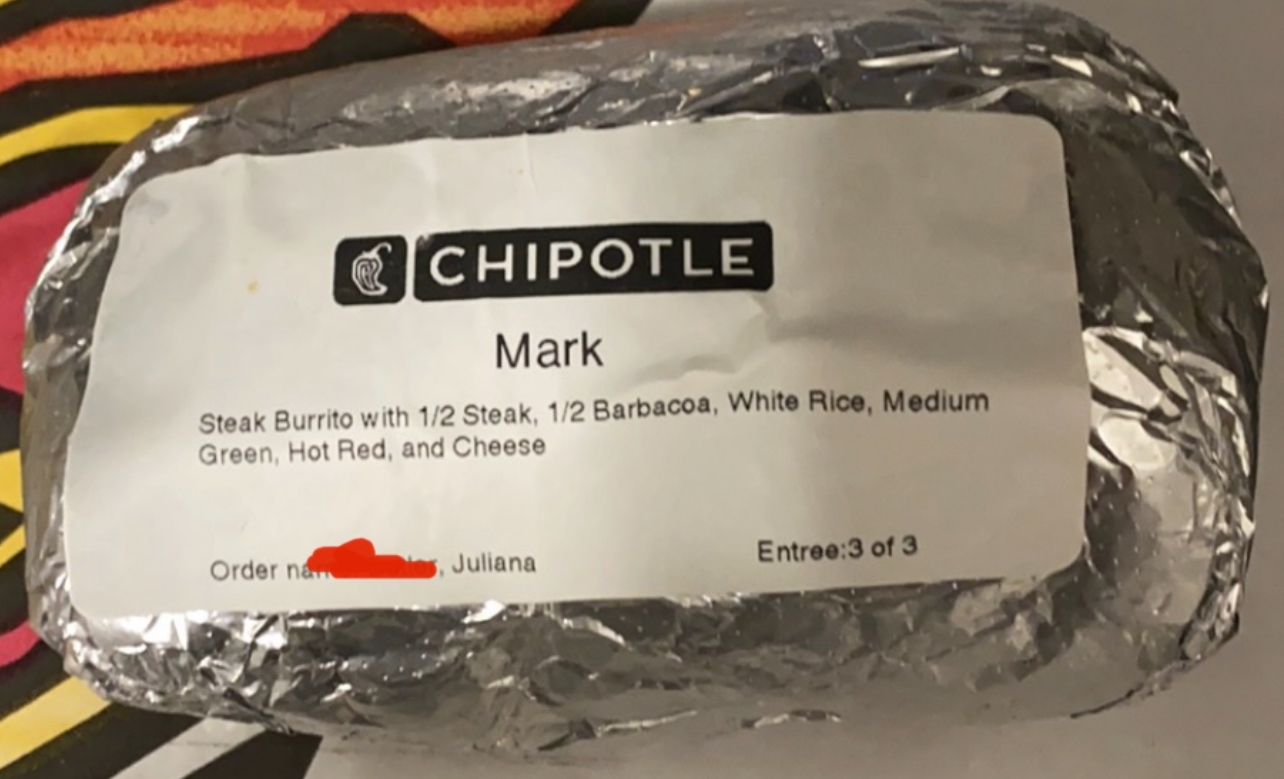 CHIPOTLE
Mark
Steak Burrito with 1/2 Steak, 1/2 Barbacoa, White Rice, Medium
Green, Hot Red, and Cheese
Order , Juliana
Entree:3 of 3